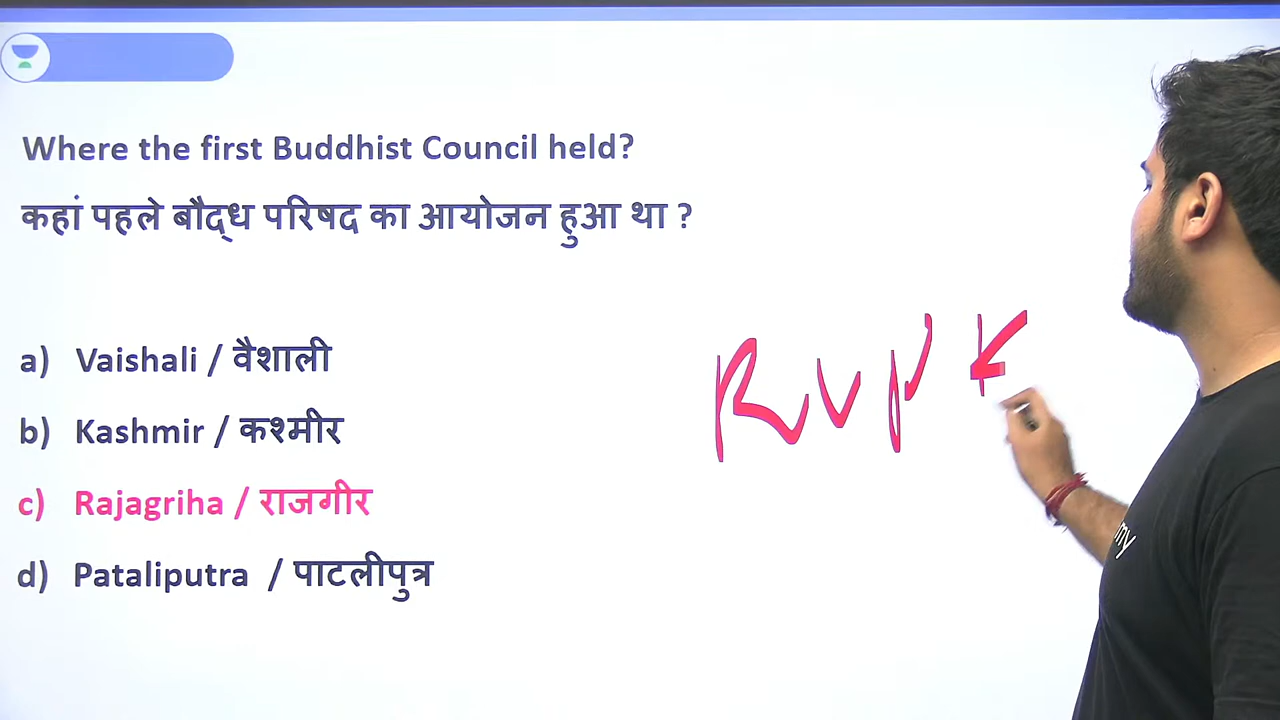 Where the first Buddhist Council held?
कहां पहले बौद्ध परिषद का आयोजन हुआ था ?
a) Vaishali / वैशाली
b) Kashmir / कश्मीर
c) Rajagriha / राजगीर
d) Pataliputra / पाटलीपुत्र
R V P K
my